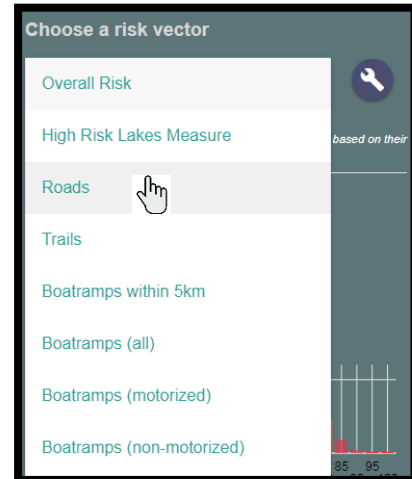 Choose a risk vector
Overall Risk
High Risk Lakes Measure
based on their
Roads
Trails
Boatramps within 5km
Boatramps (all)
Boatramps (motorized)
Boatramps (non-motorized)
85 95